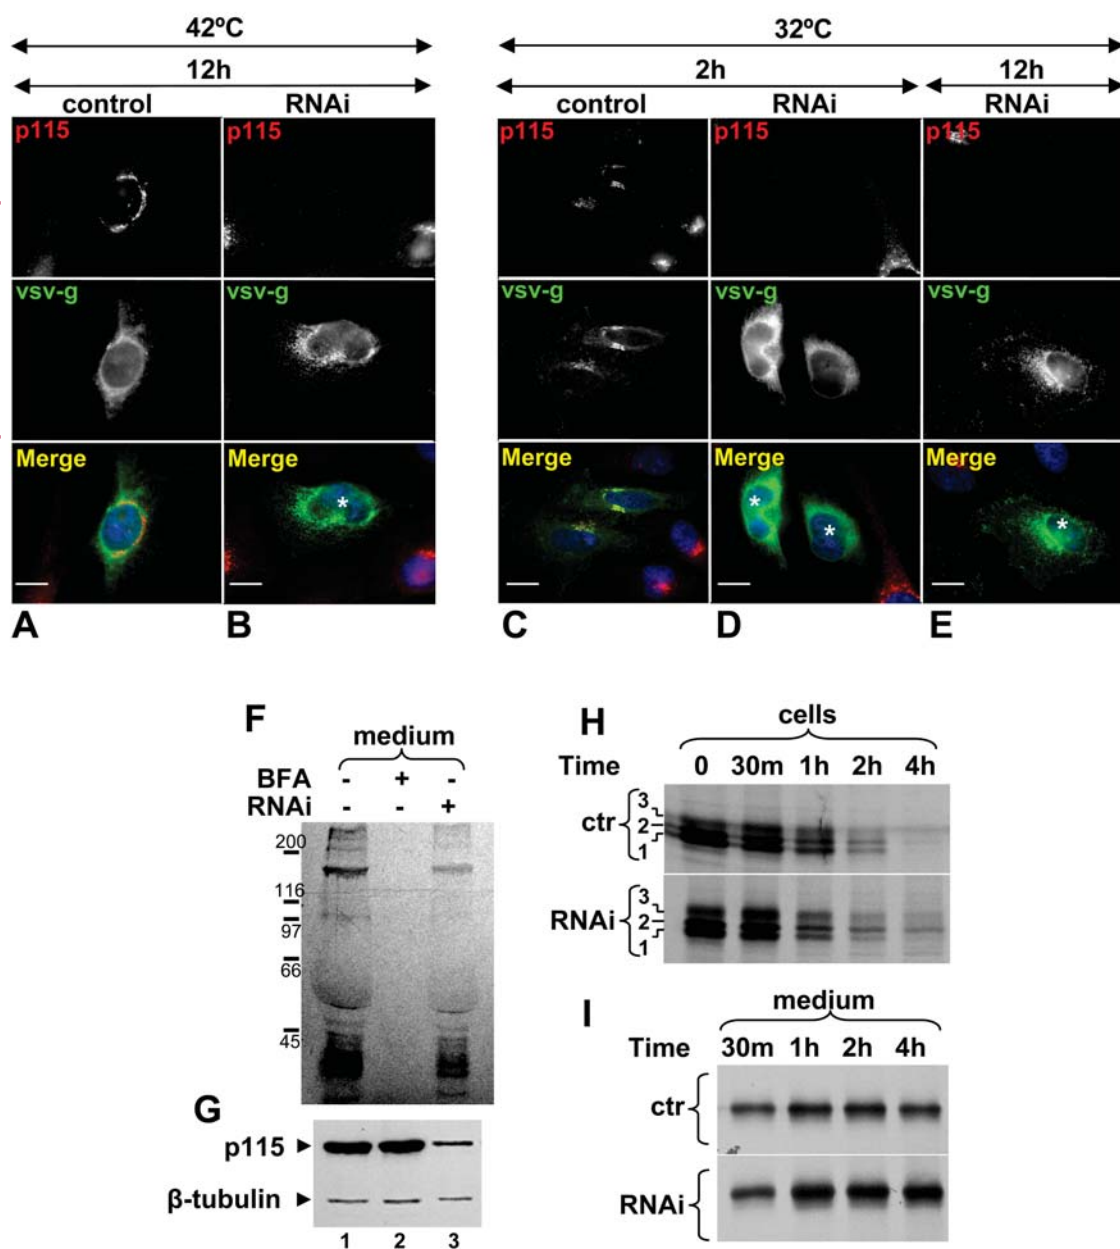 42ºC 32ºC
12h 2h 12h
control RNAi control RNAi RNAi
p115 p115 p115 p115 p115
vsv-g vsv-g vsv-g vsv-g vsv-g
Merge Merge Merge Merge Merge
* * * *
A B C D E
F
medium
BFA - + -
RNAi - - +
200
116
97
66
45
G
p115
β-tubulin
1 2 3
H
cells
Time 0 30m 1h 2h 4h
ctr 3
2
1
RNAi 3
2
1
I
medium
Time 30m 1h 2h 4h
ctr
RNAi